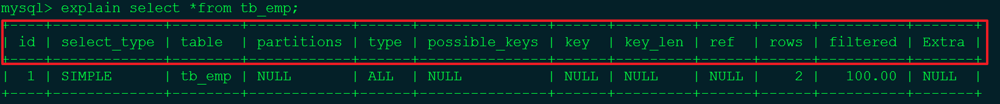 mysql> explain select *from tb_emp;
+----+-------------+--------+------------+------+---------------+------+---------+------+------+----------+-------+
| id | select_type | table  | partitions | type | possible_keys | key  | key_len | ref  | rows | filtered | Extra |
+----+-------------+--------+------------+------+---------------+------+---------+------+------+----------+-------+
|  1 | SIMPLE      | tb_emp | NULL       | ALL  | NULL          | NULL | NULL    | NULL |    2 |   100.00 | NULL  |
+----+-------------+--------+------------+------+---------------+------+---------+------+------+----------+-------+